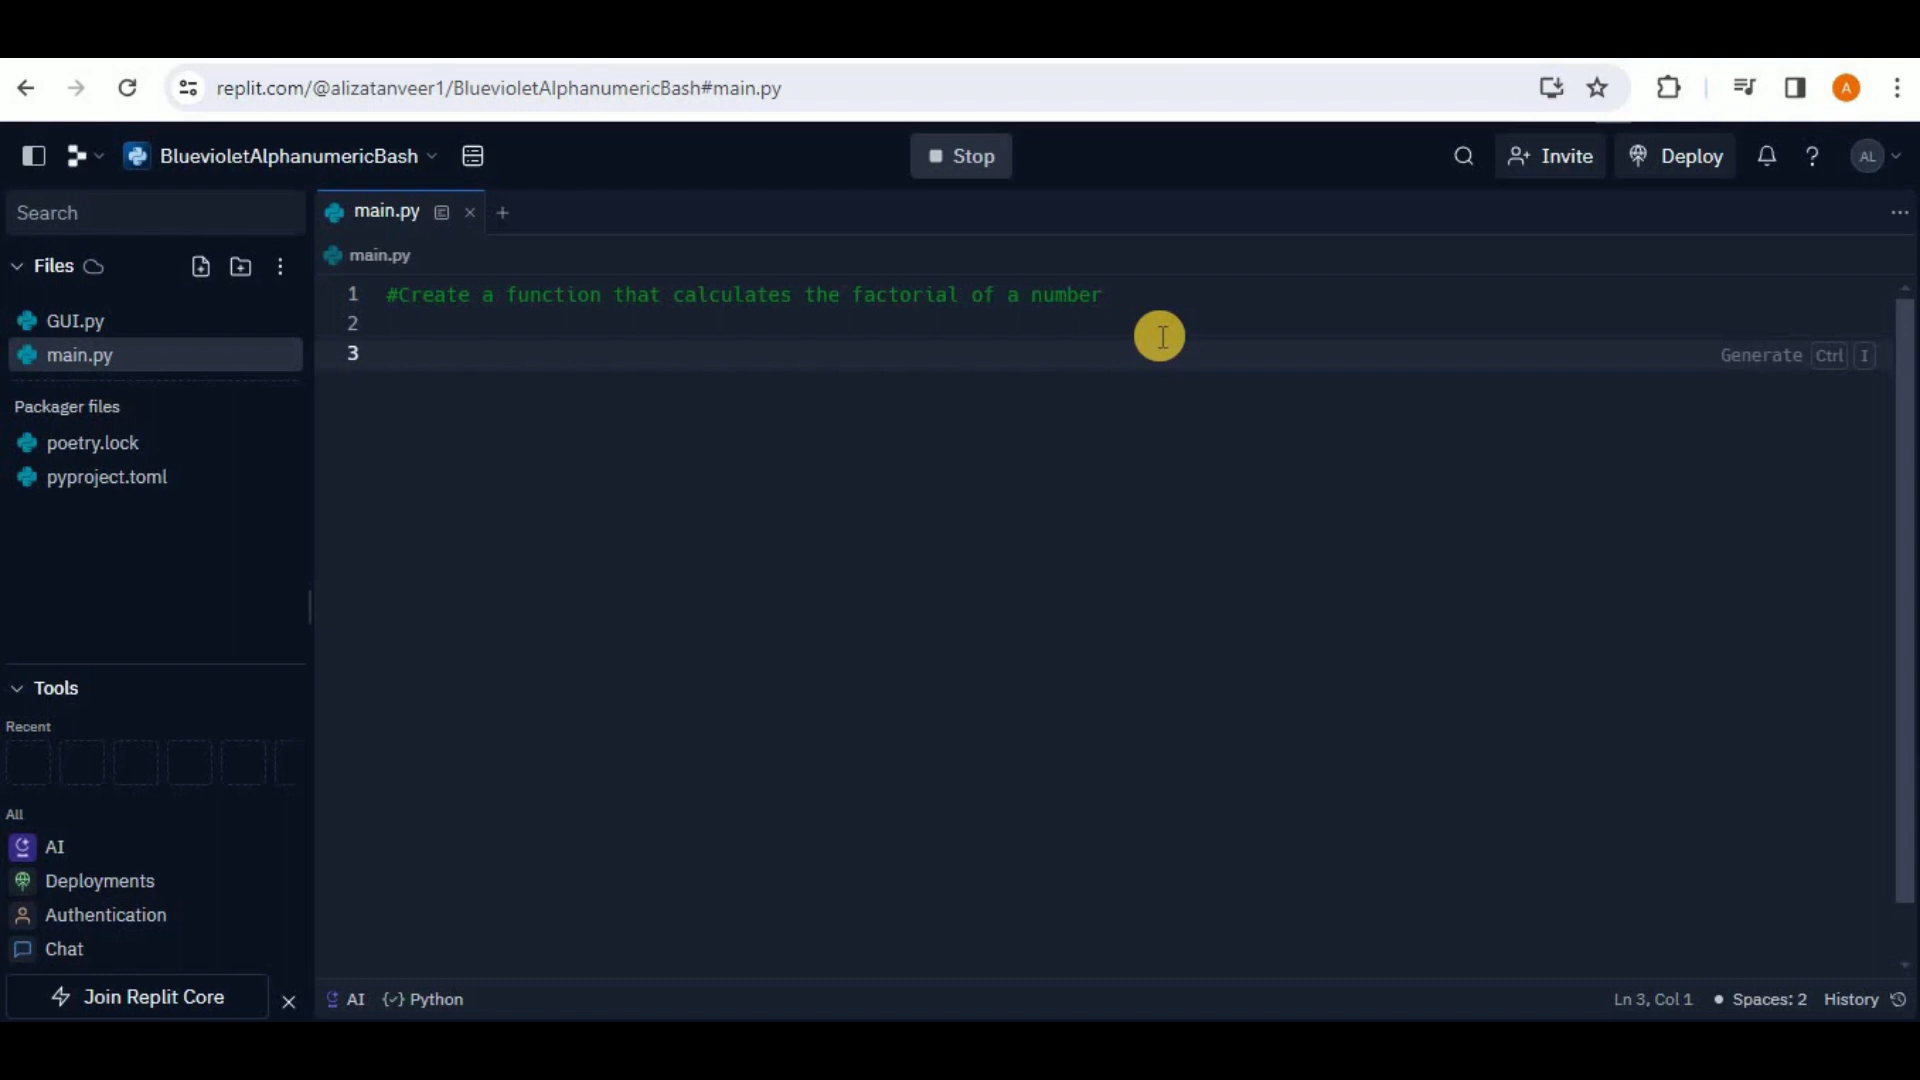 replit.com/@alizatanveer1/BluevioletAlphanumericBash#main.py
A
BluevioletAlphanumericBash
Stop
Invite
Deploy
?
AL
Search
main.py
Files
main.py
1 #Create a function that calculates the factorial of a number
2
3
Generate Ctrl I
GUI.py
main.py
Packager files
poetry.lock
pyproject.toml
Tools
Recent
All
AI
Deployments
Authentication
Chat
Join Replit Core
AI {✓} Python
Ln 3, Col 1 • Spaces: 2 History